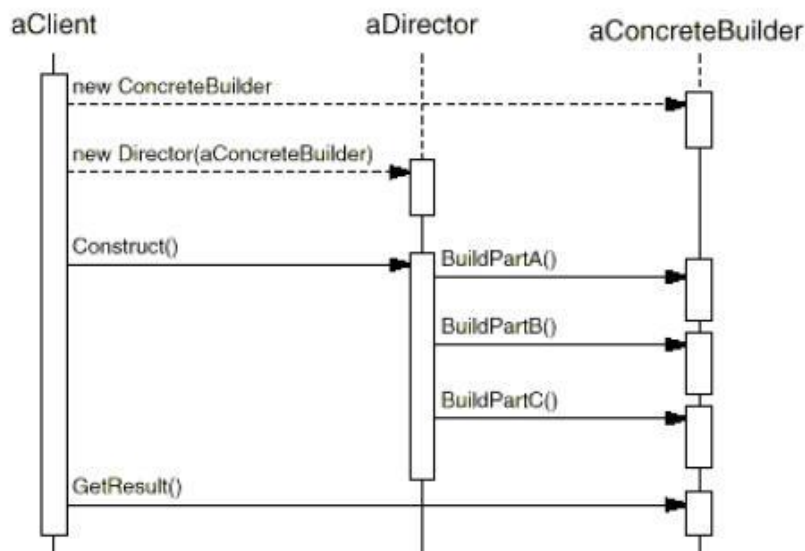 aClient
aDirector
aConcreteBuilder
new ConcreteBuilder
new Director(aConcreteBuilder)
Construct()
BuildPartA()
BuildPartB()
BuildPartC()
GetResult()